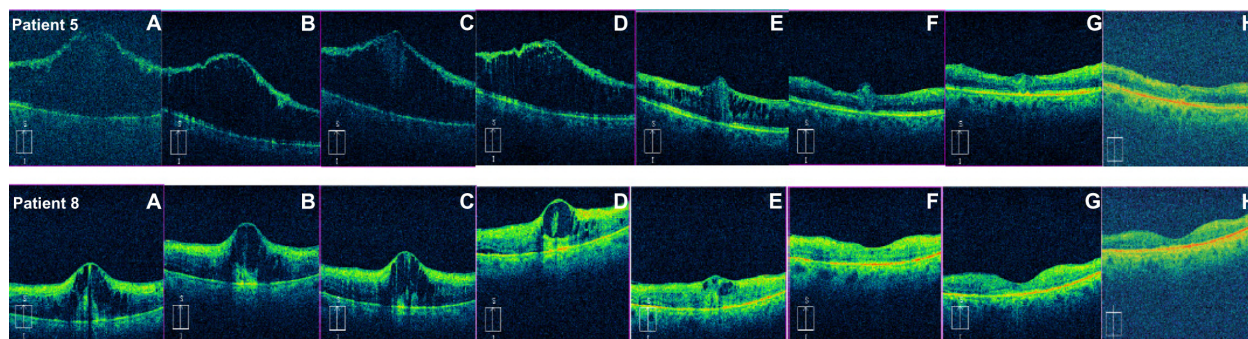 Patient 5 A B C D E F G H
Patient 8 A B C D E F G H